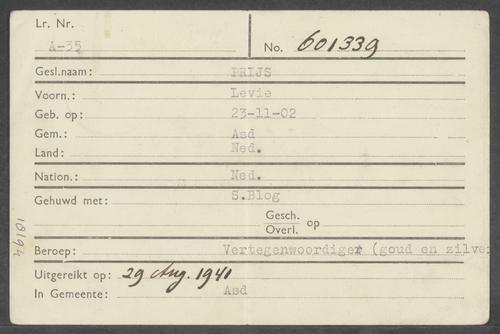 Lr. Nr.
A-35
No. 601339
Gesl.naam: PRIJS
Voorn.: Levie
Geb. op: 23-11-02
Gem.: Asd
Land: Ned.
Nation.: Ned.
Gehuwd met: S.Blog
Gesch.
Overl. op
Beroep: Vertegenwoordiger (goud en zilver
Uitgereikt op: 29 Aug. 1941
In Gemeente: Asd
18194